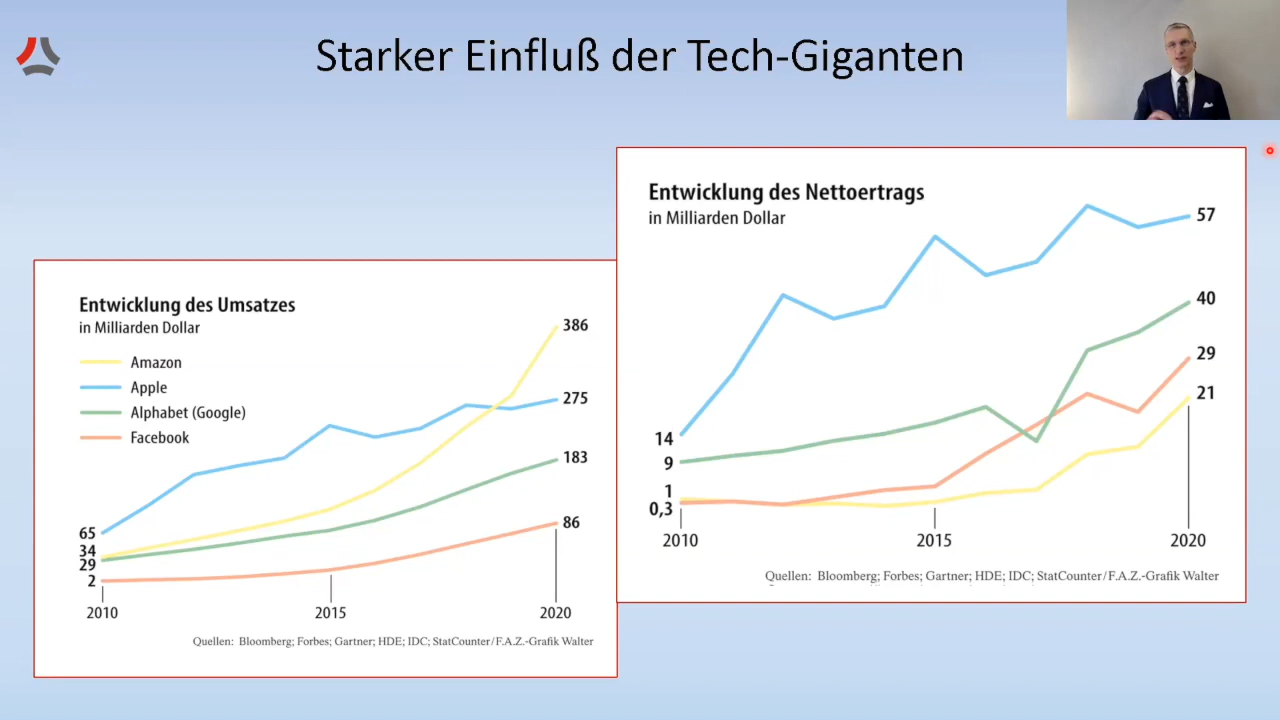 Starker Einfluß der Tech-Giganten
Entwicklung des Umsatzes
in Milliarden Dollar
Amazon
Apple
Alphabet (Google)
Facebook
386
275
183
86
65
34
29
2
2010
2015
2020
Quellen: Bloomberg; Forbes; Gartner; HDE; IDC; StatCounter/F.A.Z.-Grafik Walter
Entwicklung des Nettoertrags
in Milliarden Dollar
57
40
29
21
14
9
1
0,3
2010
2015
2020
Quellen: Bloomberg; Forbes; Gartner; HDE; IDC; StatCounter/F.A.Z.-Grafik Walter